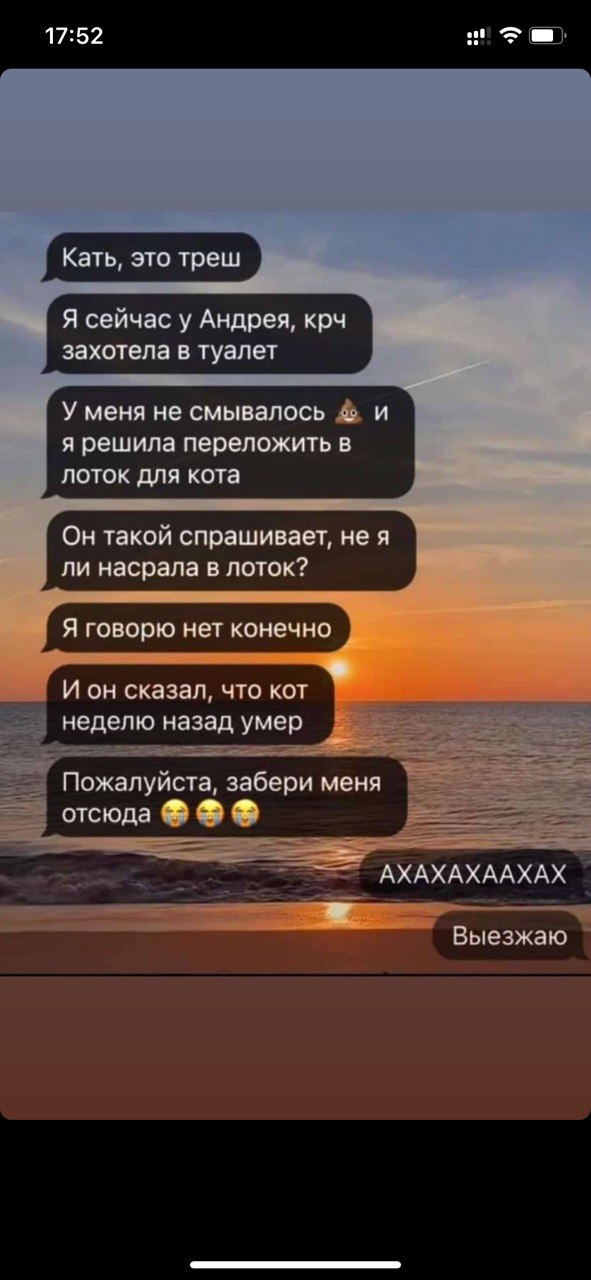 17:52
Кать, это треш
Я сейчас у Андрея, крч
захотела в туалет
У меня не смывалось 💩 и
я решила переложить в
лоток для кота
Он такой спрашивает, не я
ли насрала в лоток?
Я говорю нет конечно
И он сказал, что кот
неделю назад умер
Пожалуйста, забери меня
отсюда 😭😭😭
АХАХАХААХАХ
Выезжаю